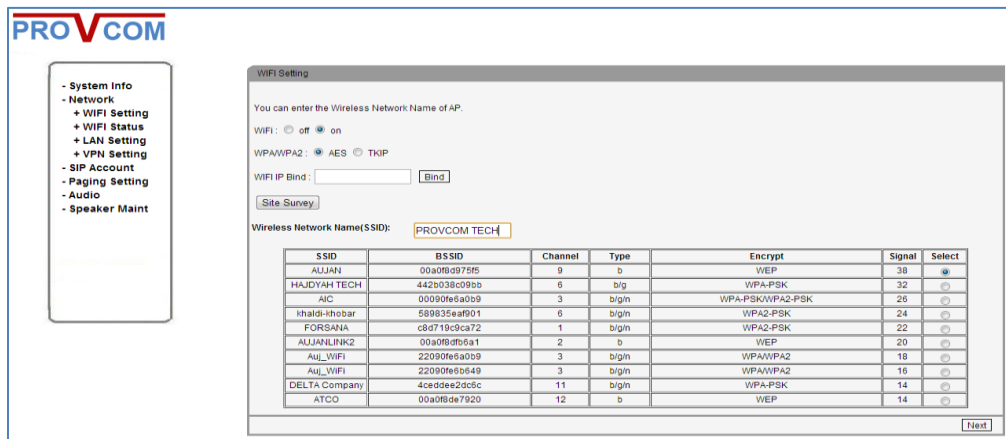 PROVCOM
- System Info
- Network
+ WIFI Setting
+ WIFI Status
+ LAN Setting
+ VPN Setting
- SIP Account
- Paging Setting
- Audio
- Speaker Maint
WIFI Setting
You can enter the Wireless Network Name of AP.
WiFi : off on
WPA/WPA2 : AES TKIP
WIFI IP Bind : Bind
Site Survey
Wireless Network Name(SSID): PROVCOM TECH
SSID BSSID Channel Type Encrypt Signal Select
AUJAN 00a0f8d975f5 9 b WEP 38
HAJDYAH TECH 442b038c09bb 6 b/g WPA-PSK 32
AIC 00090fe6a0b9 3 b/g/n WPA-PSK/WPA2-PSK 26
khaldi-khobar 589835eaf901 6 b/g/n WPA2-PSK 24
FORSANA c8d719c9ca72 1 b/g/n WPA2-PSK 22
AUJANLINK2 00a0f8dfb6a1 2 b WEP 20
Auj_WiFi 22090fe6a0b9 3 b/g/n WPA/WPA2 18
Auj_WiFi 22090fe6b649 3 b/g/n WPA/WPA2 16
DELTA Company 4ceddee2dc6c 11 b/g/n WPA-PSK 14
ATCO 00a0f8de7920 12 b WEP 14
Next